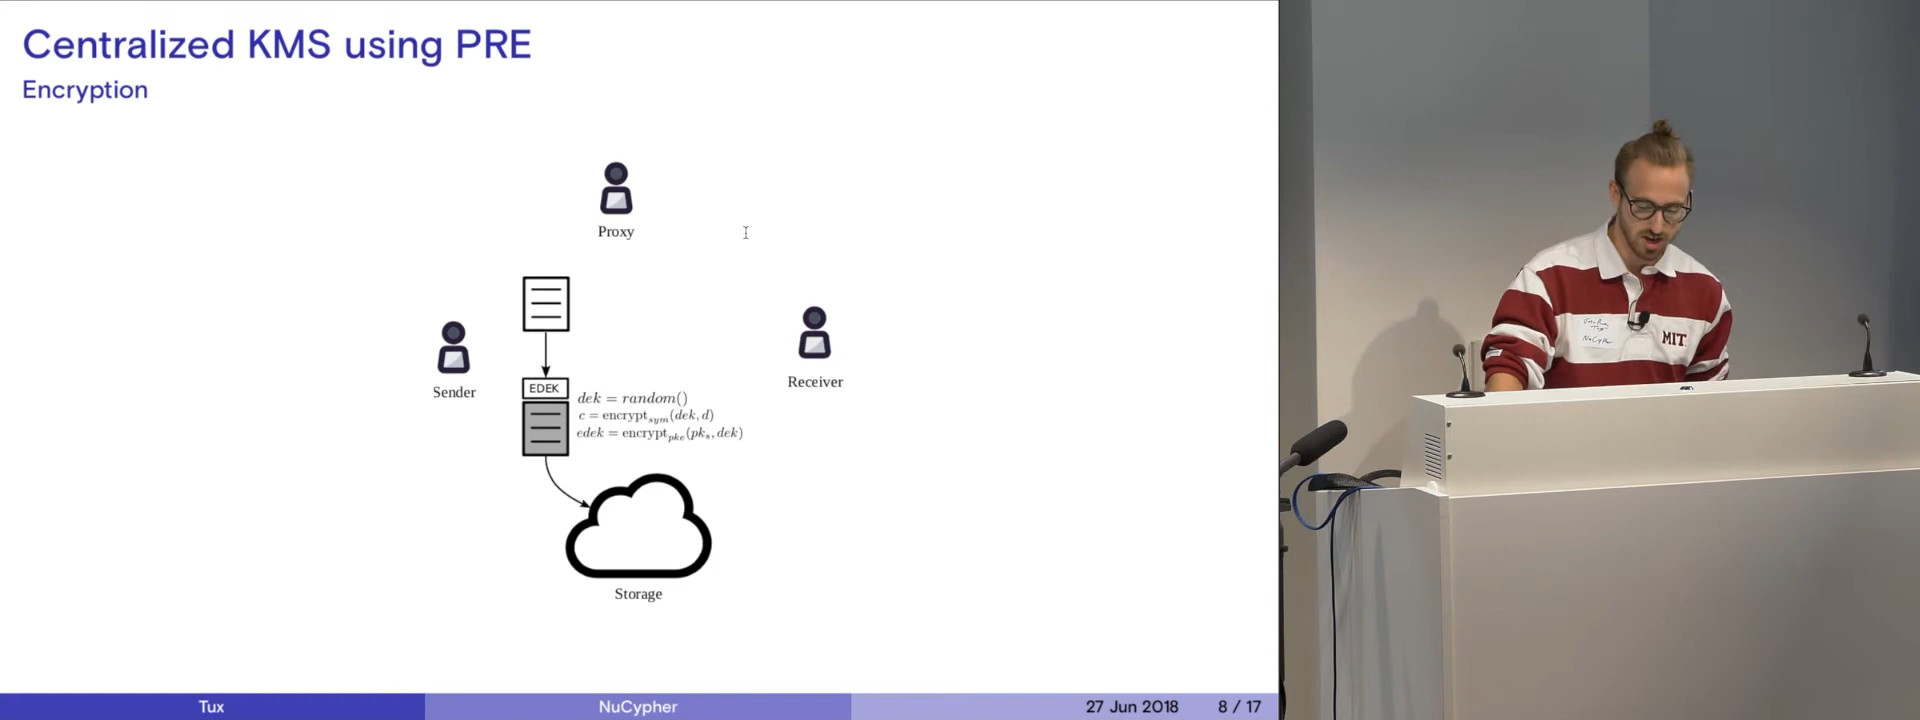 Centralized KMS using PRE
Encryption
Proxy
Sender
EDEK
dek = random()
c = encrypt_sym(dek, d)
edek = encrypt_pke(pk_s, dek)
Receiver
Storage
Tux
NuCypher
27 Jun 2018
8 / 17
NuCypher
MIT